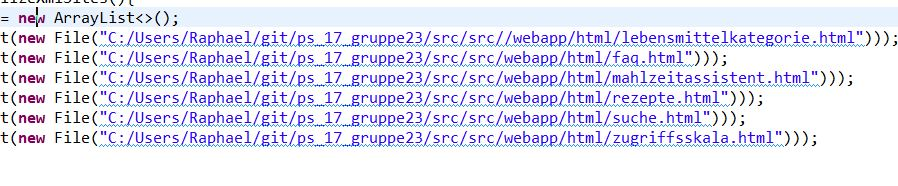 = new ArrayList<>();
t(new File("C:/Users/Raphael/git/ps_17_gruppe23/src/src//webapp/html/lebensmittelkategorie.html")));
t(new File("C:/Users/Raphael/git/ps_17_gruppe23/src/src/webapp/html/faq.html")));
t(new File("C:/Users/Raphael/git/ps_17_gruppe23/src/src/webapp/html/mahlzeitassistent.html")));
t(new File("C:/Users/Raphael/git/ps_17_gruppe23/src/src/webapp/html/rezepte.html")));
t(new File("C:/Users/Raphael/git/ps_17_gruppe23/src/src/webapp/html/suche.html")));
t(new File("C:/Users/Raphael/git/ps_17_gruppe23/src/src/webapp/html/zugriffsskala.html")));